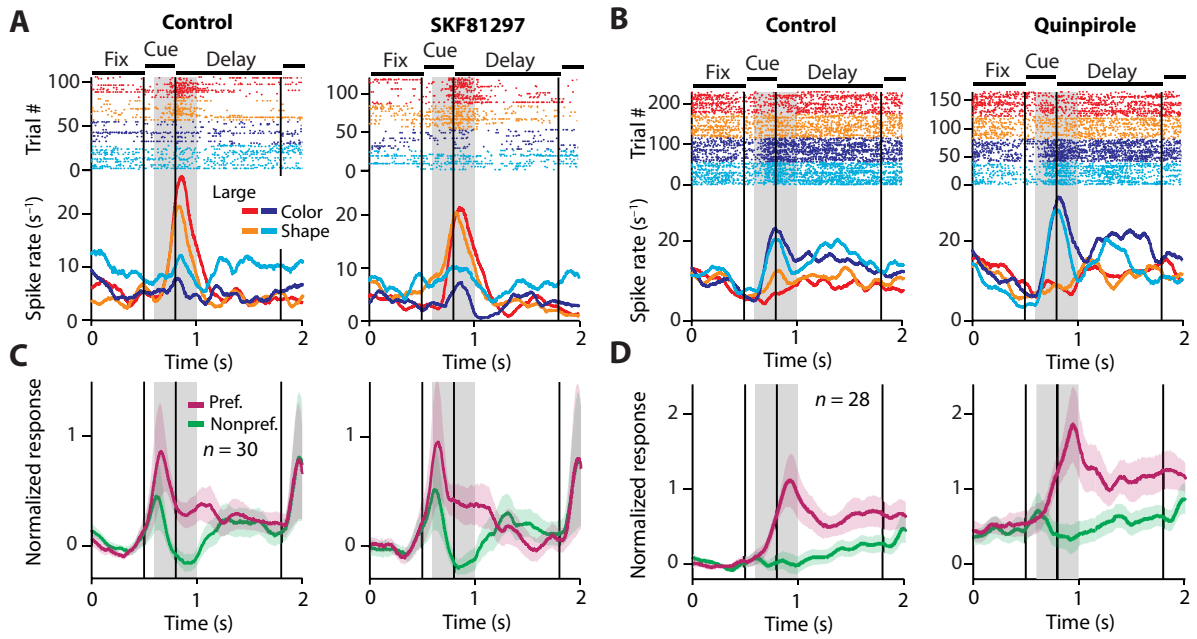 A
Control
SKF81297
Fix
Cue
Delay
Fix
Cue
Delay
Trial #
100
50
0
100
50
0
Spike rate (s⁻¹)
20
10
0
20
10
0
Large
Color
Shape
0
1
2
0
1
2
Time (s)
Time (s)
B
Control
Quinpirole
Fix
Cue
Delay
Fix
Cue
Delay
Trial #
200
100
0
150
100
50
0
Spike rate (s⁻¹)
20
10
0
20
0
0
1
2
0
1
2
Time (s)
Time (s)
C
Normalized response
1
0
1
0
Pref.
Nonpref.
n = 30
0
1
2
0
1
2
Time (s)
Time (s)
D
Normalized response
2
1
0
2
1
0
n = 28
0
1
2
0
1
2
Time (s)
Time (s)